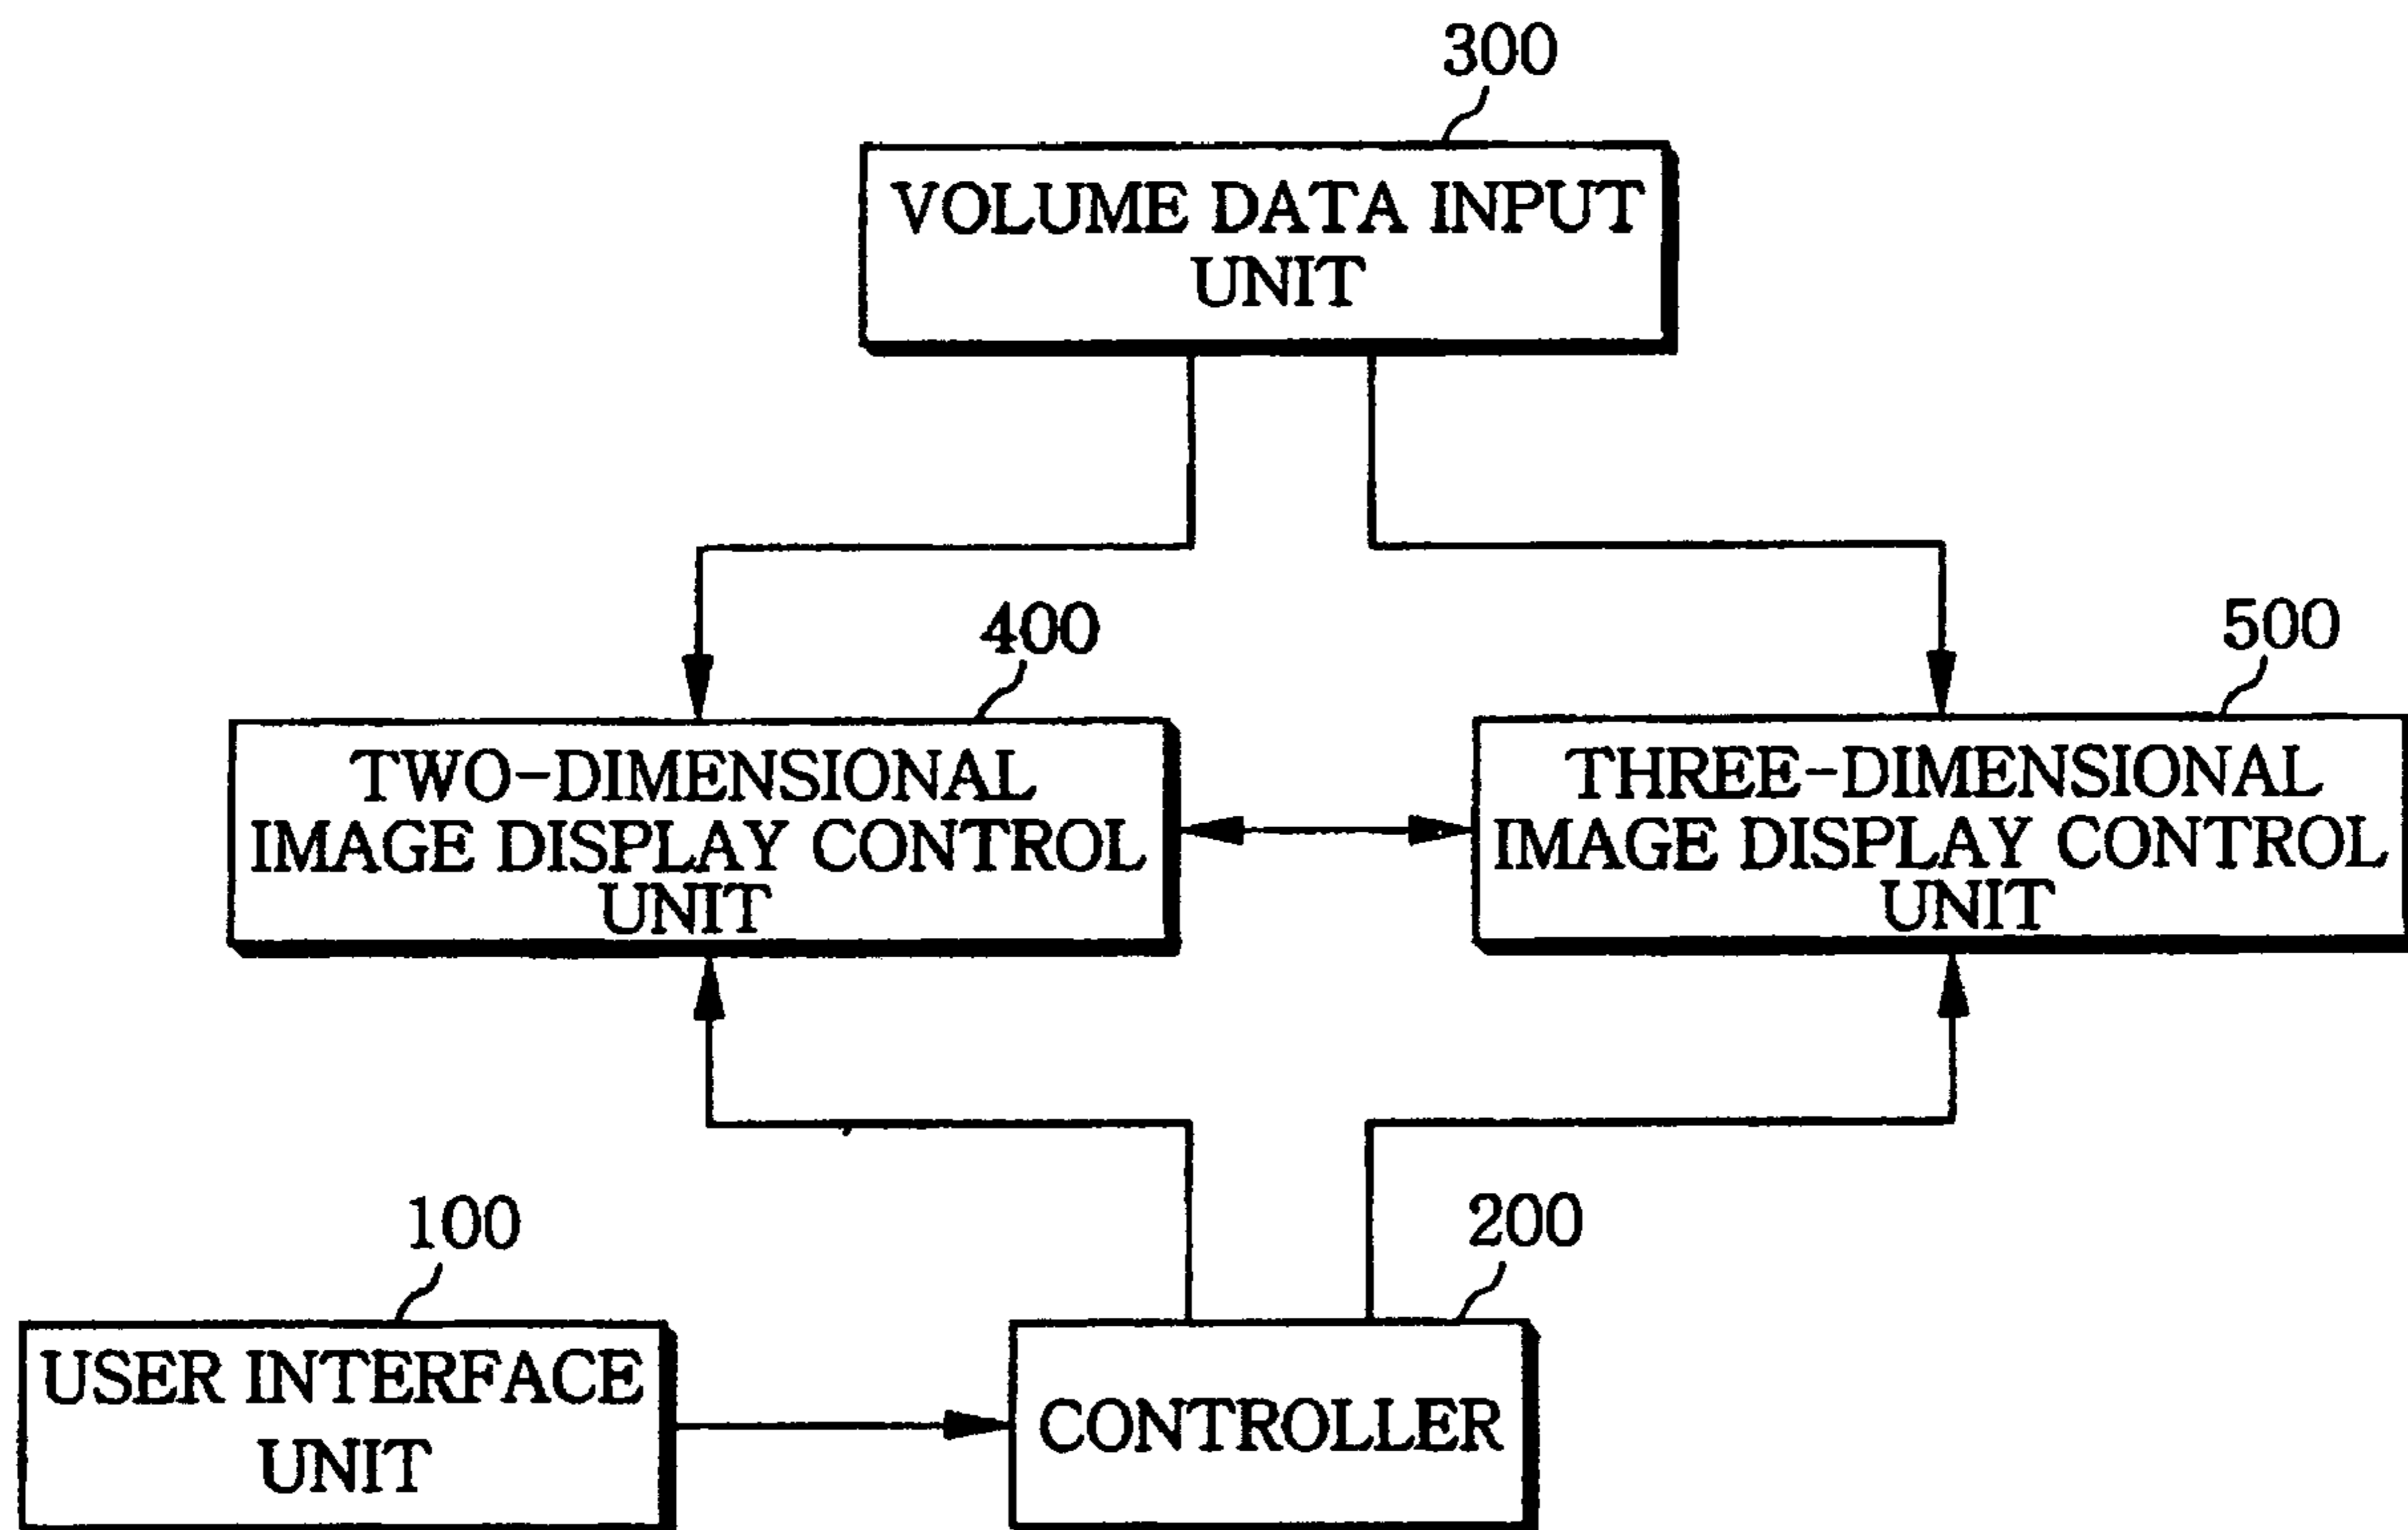 300
VOLUME DATA INPUT
UNIT
400
500
TWO-DIMENSIONAL
IMAGE DISPLAY CONTROL
UNIT
THREE-DIMENSIONAL
IMAGE DISPLAY CONTROL
UNIT
100
200
USER INTERFACE
UNIT
CONTROLLER